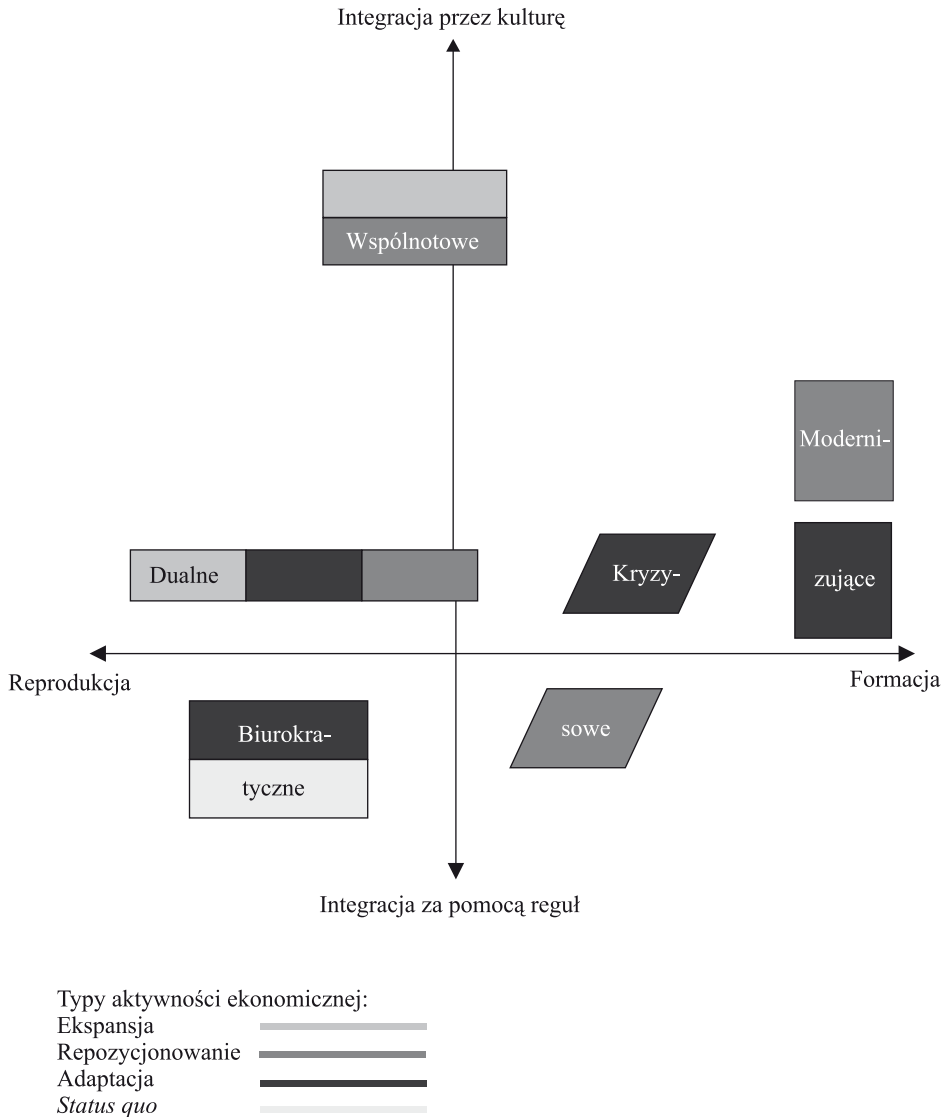 Integracja przez kulturę
Wspólnotowe
Moderni-
Dualne
Kryzy-
zujące
Reprodukcja
Formacja
Biurokra-
sowe
tyczne
Integracja za pomocą reguł
Typy aktywności ekonomicznej:
Ekspansja
Repozycjonowanie
Adaptacja
Status quo